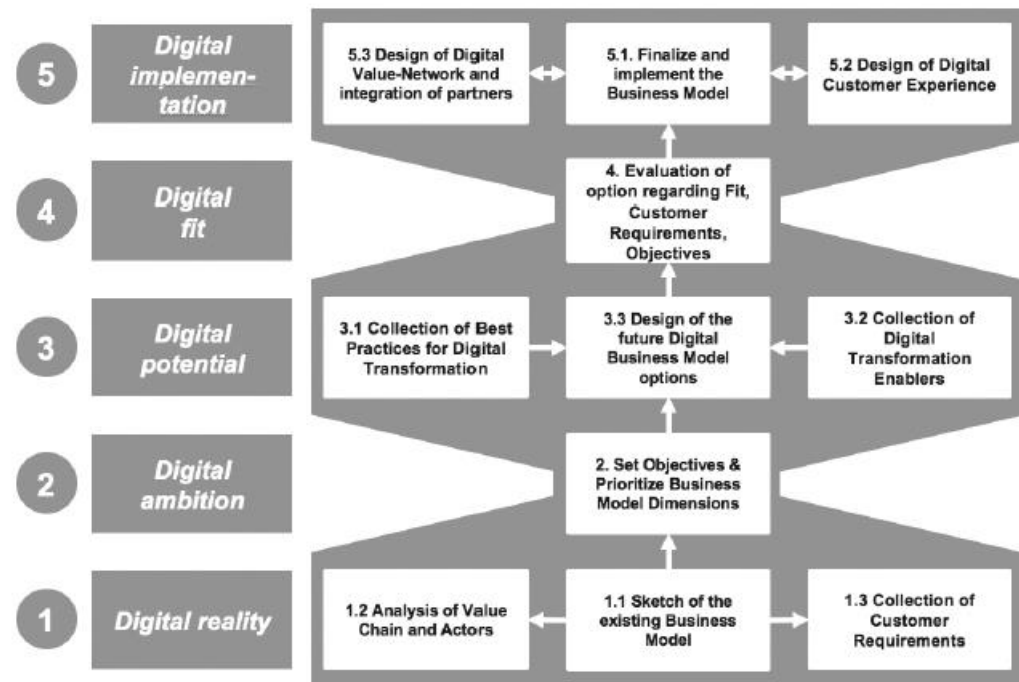 5
Digital
implemen-
tation
5.3 Design of Digital
Value-Network and
integration of partners
5.1. Finalize and
implement the
Business Model
5.2 Design of Digital
Customer Experience
4
Digital
fit
4. Evaluation of
option regarding Fit,
Customer
Requirements,
Objectives
3
Digital
potential
3.1 Collection of Best
Practices for Digital
Transformation
3.3 Design of the
future Digital
Business Model
options
3.2 Collection of
Digital
Transformation
Enablers
2
Digital
ambition
2. Set Objectives &
Prioritize Business
Model Dimensions
1
Digital reality
1.2 Analysis of Value
Chain and Actors
1.1 Sketch of the
existing Business
Model
1.3 Collection of
Customer
Requirements